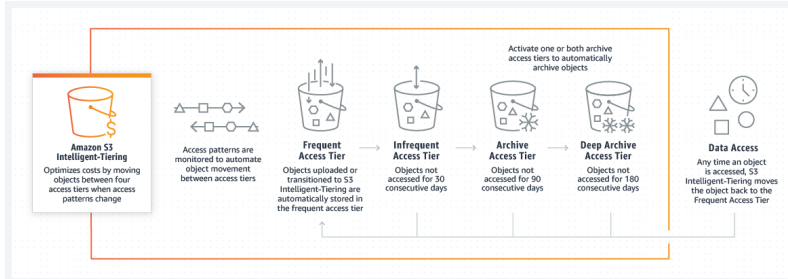 Amazon S3
Intelligent-Tiering
Optimizes costs by moving
objects between four
access tiers when access
patterns change
Access patterns are
monitored to automate
object movement
between access tiers
Frequent
Access Tier
Objects uploaded or
transitioned to S3
Intelligent-Tiering are
automatically stored in
the frequent access tier
Infrequent
Access Tier
Objects not
accessed for 30
consecutive days
Activate one or both archive
access tiers to automatically
archive objects
Archive
Access Tier
Objects not
accessed for 90
consecutive days
Deep Archive
Access Tier
Objects not
accessed for 180
consecutive days
Data Access
Any time an object
is accessed, S3
Intelligent-Tiering moves
the object back to the
Frequent Access Tier